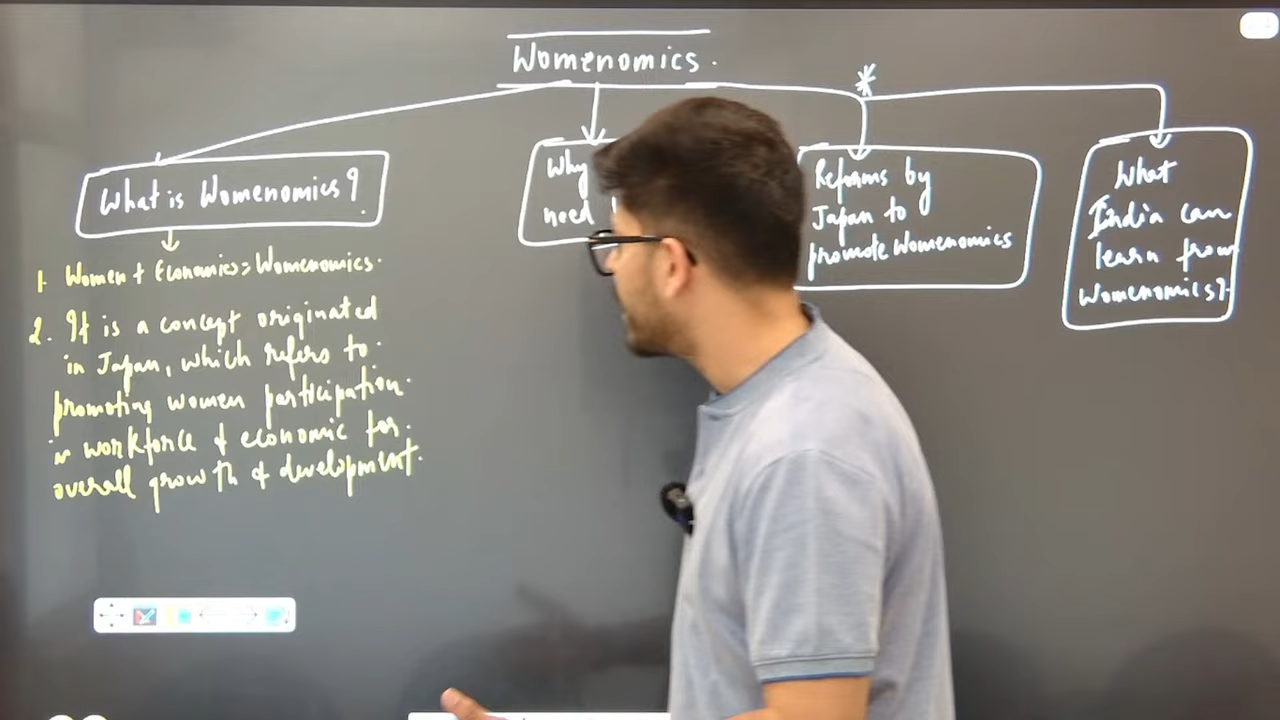 Womenomics.
*
What is Womenomics?
Why
need
Reforms by
Japan to
promote Womenomics
What
India can
learn from
Womenomics?
1. Women + Economics = Womenomics.
2. It is a concept originated
in Japan, which refers to
promoting women participation
in workforce & economic for
overall growth & development.